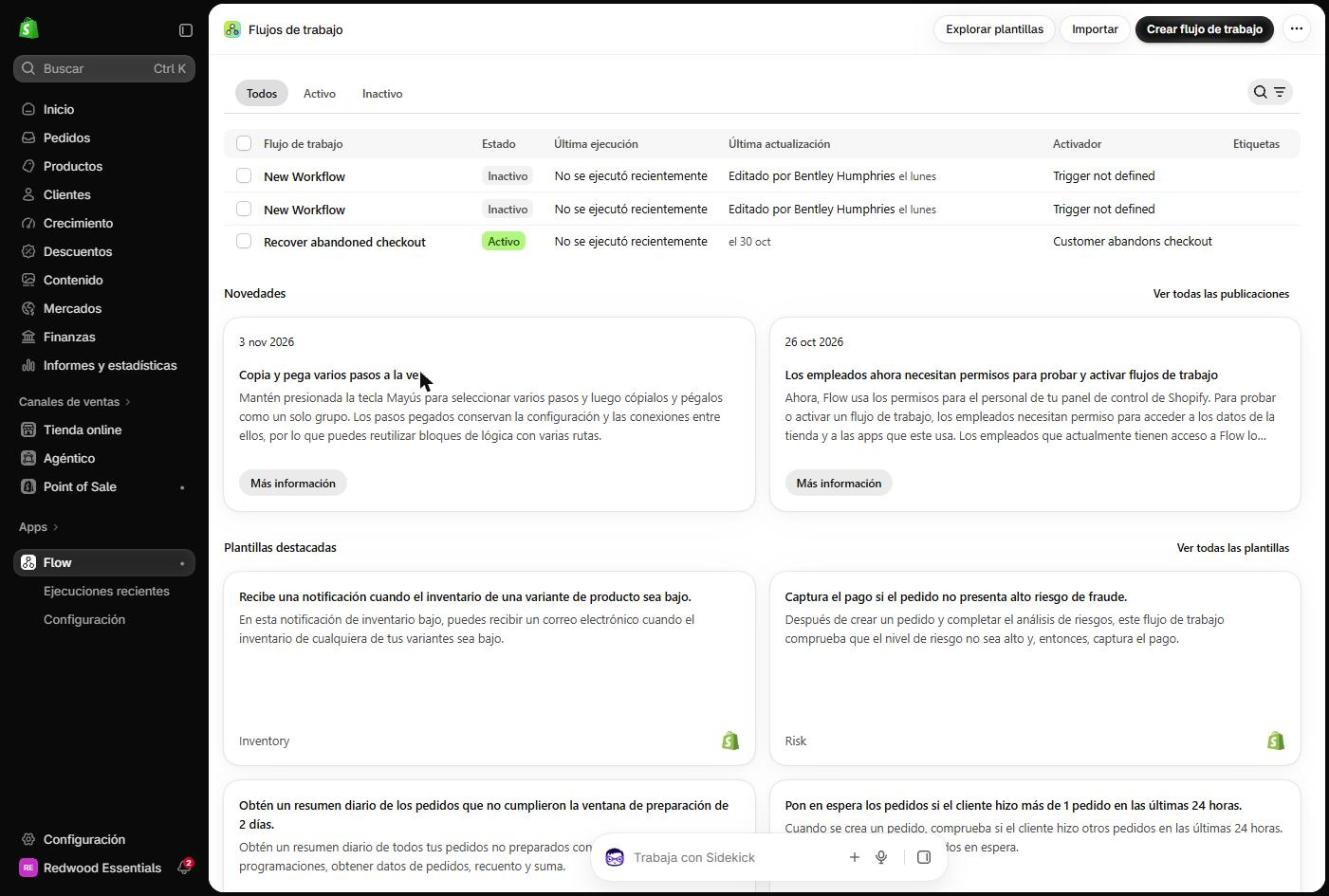 Flujos de trabajo
Explorar plantillas
Importar
Crear flujo de trabajo
Buscar
Ctrl K
Inicio
Pedidos
Productos
Clientes
Crecimiento
Descuentos
Contenido
Mercados
Finanzas
Informes y estadísticas
Canales de ventas
Tienda online
Agéntico
Point of Sale
Apps
Flow
Ejecuciones recientes
Configuración
Configuración
RE Redwood Essentials 2
Todos Activo Inactivo
Flujo de trabajo Estado Última ejecución Última actualización Activador Etiquetas
New Workflow Inactivo No se ejecutó recientemente Editado por Bentley Humphries el lunes Trigger not defined
New Workflow Inactivo No se ejecutó recientemente Editado por Bentley Humphries el lunes Trigger not defined
Recover abandoned checkout Activo No se ejecutó recientemente el 30 oct Customer abandons checkout
Novedades
Ver todas las publicaciones
3 nov 2026
Copia y pega varios pasos a la ve
Mantén presionada la tecla Mayús para seleccionar varios pasos y luego cópialos y pégalos
como un solo grupo. Los pasos pegados conservan la configuración y las conexiones entre
ellos, por lo que puedes reutilizar bloques de lógica con varias rutas.
Más información
26 oct 2026
Los empleados ahora necesitan permisos para probar y activar flujos de trabajo
Ahora, Flow usa los permisos para el personal de tu panel de control de Shopify. Para probar
o activar un flujo de trabajo, los empleados necesitan permiso para acceder a los datos de la
tienda y a las apps que este usa. Los empleados que actualmente tienen acceso a Flow lo...
Más información
Plantillas destacadas
Ver todas las plantillas
Recibe una notificación cuando el inventario de una variante de producto sea bajo.
En esta notificación de inventario bajo, puedes recibir un correo electrónico cuando el
inventario de cualquiera de tus variantes sea bajo.
Inventory
Captura el pago si el pedido no presenta alto riesgo de fraude.
Después de crear un pedido y completar el análisis de riesgos, este flujo de trabajo
comprueba que el nivel de riesgo no sea alto y, entonces, captura el pago.
Risk
Obtén un resumen diario de los pedidos que no cumplieron la ventana de preparación de
2 días.
Obtén un resumen diario de todos tus pedidos no preparados con
programaciones, obtener datos de pedidos, recuento y suma.
Pon en espera los pedidos si el cliente hizo más de 1 pedido en las últimas 24 horas.
Cuando se crea un pedido, comprueba si el cliente hizo otros pedidos en las últimas 24 horas.
dos en espera.
Trabaja con Sidekick